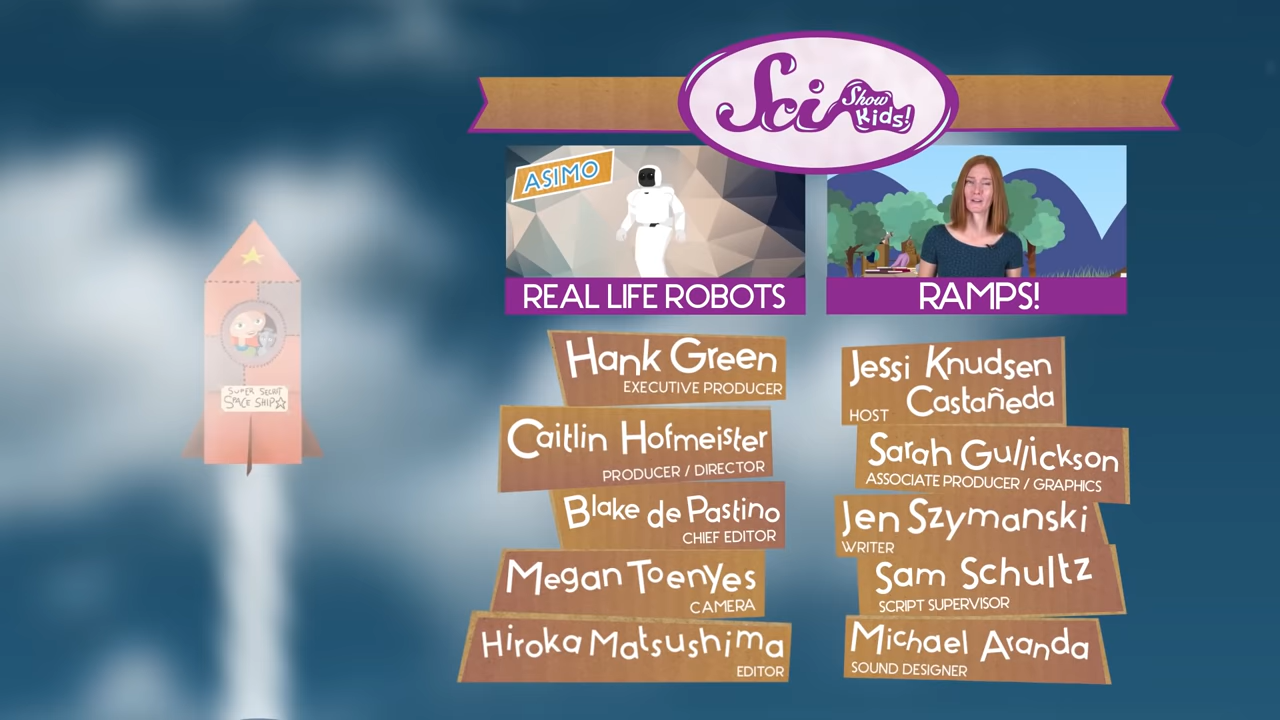 Sci
Show
Kids!
ASIMO
REAL LIFE ROBOTS
RAMPS!
SUPER SECRIT
SPACE SHIP
Hank Green
EXECUTIVE PRODUCER
Caitlin Hofmeister
PRODUCER / DIRECTOR
Blake de Pastino
CHIEF EDITOR
Megan Toenyes
CAMERA
Hiroka Matsushima
EDITOR
Jessi Knudsen
Castañeda
HOST
Sarah Gullickson
ASSOCIATE PRODUCER / GRAPHICS
Jen Szymanski
WRITER
Sam Schultz
SCRIPT SUPERVISOR
Michael Aranda
SOUND DESIGNER